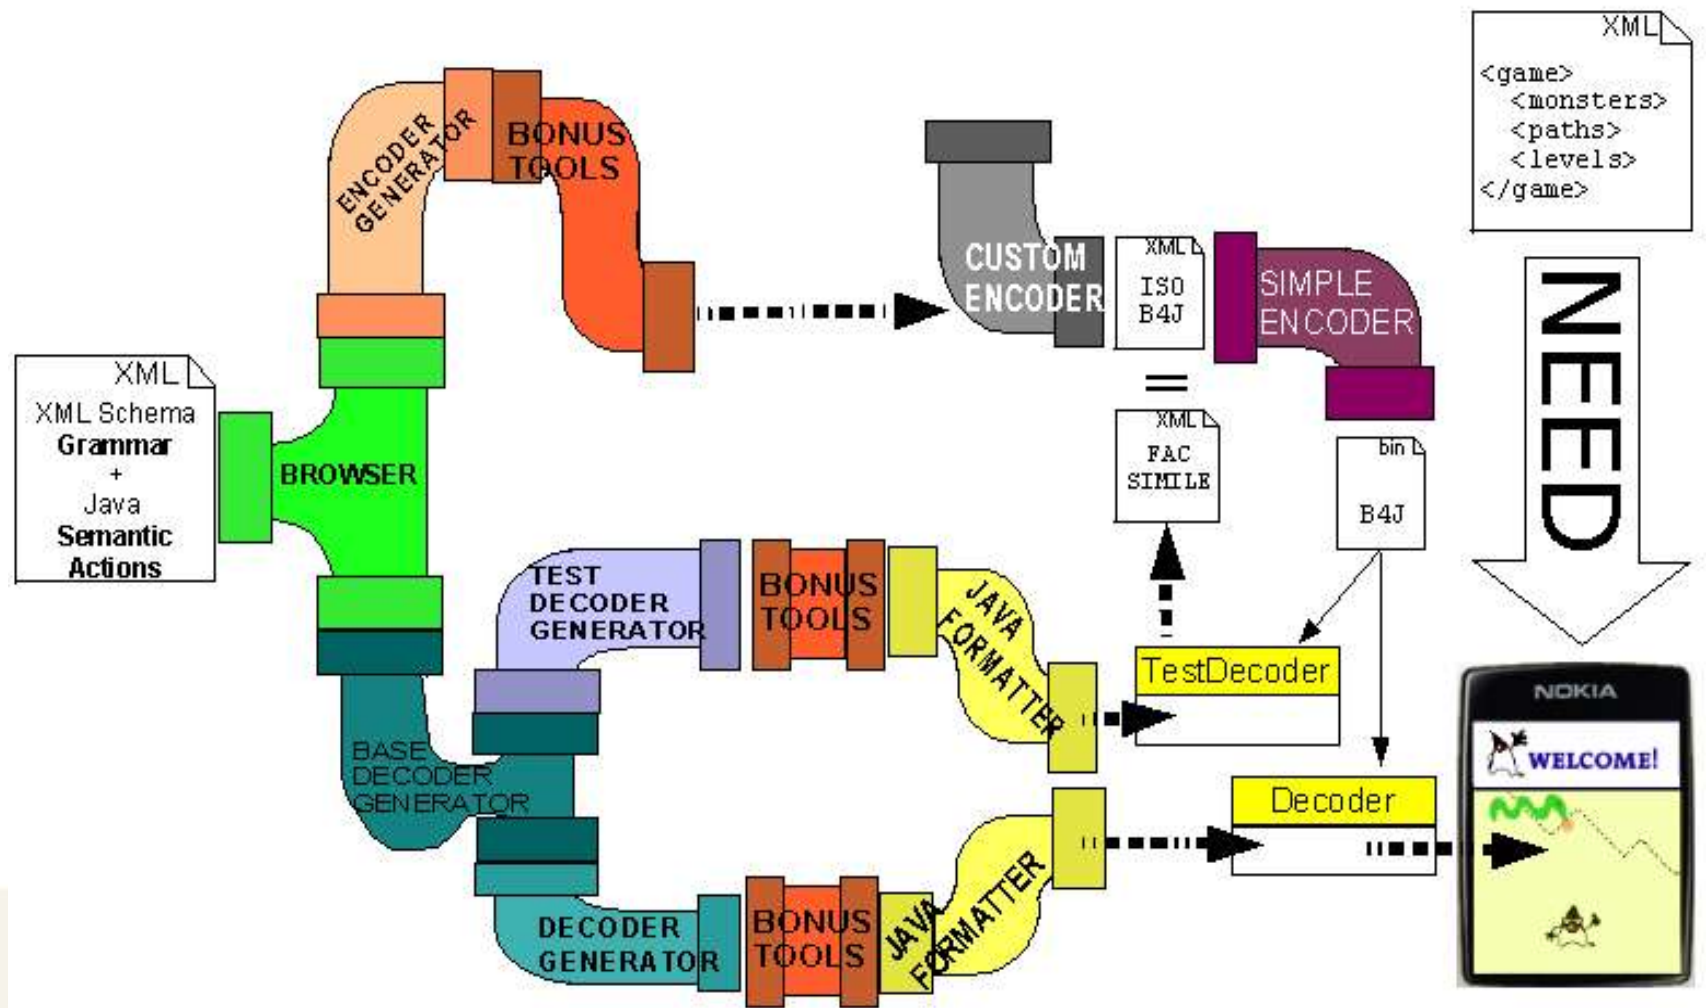 XML
<game>
<monsters>
<paths>
<levels>
</game>
ENCODER
GENERATOR
BONUS
TOOLS
CUSTOM
ENCODER
XML
ISO
B4J
SIMPLE
ENCODER
NEED
XML
XML Schema
Grammar
+
Java
Semantic
Actions
BROWSER
=
XML
FAC
SIMILE
bin
B4J
TEST
DECODER
GENERATOR
BONUS
TOOLS
JAVA
FORMATTER
TestDecoder
NOKIA
WELCOME!
BASE
DECODER
GENERATOR
Decoder
DECODER
GENERATOR
BONUS
TOOLS
JAVA
FORMATTER